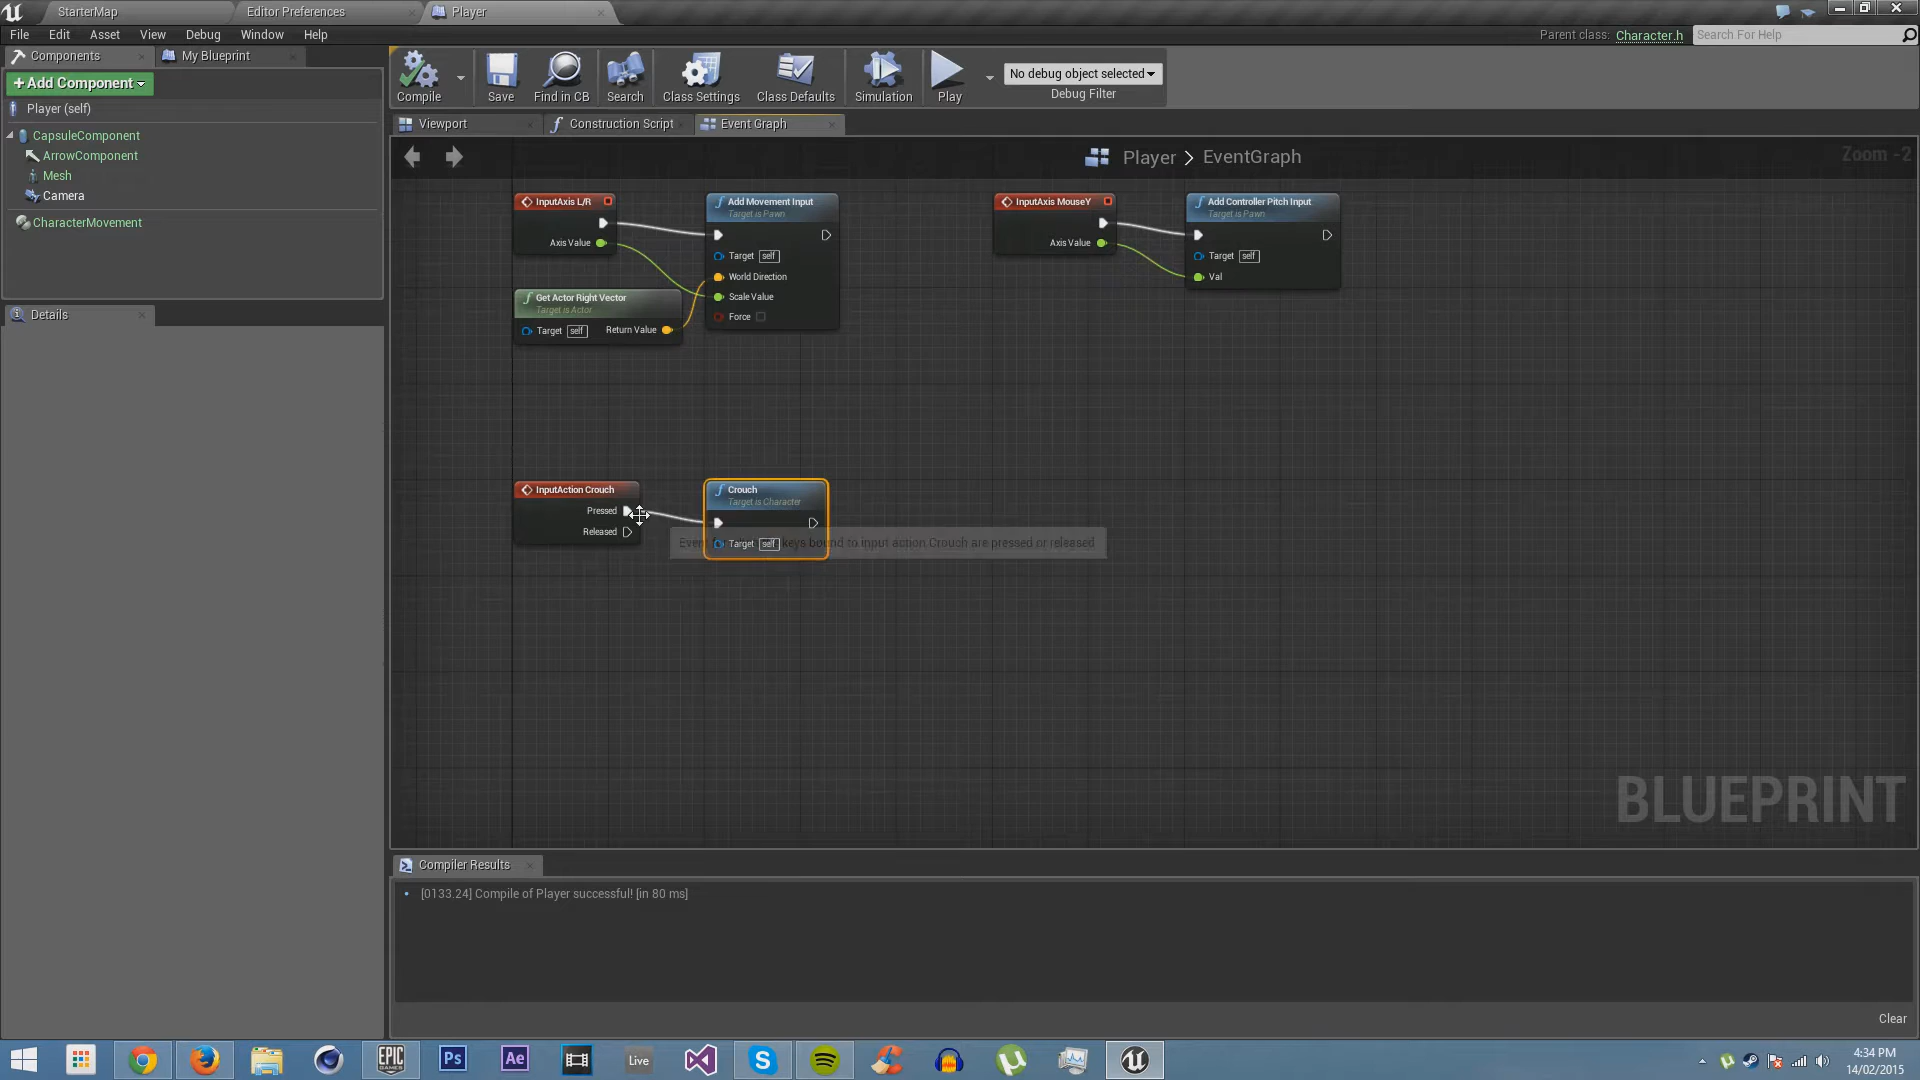 StarterMap
Editor Preferences
Player
File Edit Asset View Debug Window Help
Parent class: Character.h
Search For Help
Components
My Blueprint
+Add Component
Player (self)
CapsuleComponent
ArrowComponent
Mesh
Camera
CharacterMovement
Details
Compile
Save
Find in CB
Search
Class Settings
Class Defaults
Simulation
Play
No debug object selected
Debug Filter
Viewport
Construction Script
Event Graph
Player > EventGraph
Zoom -2
InputAxis L/R
Axis Value
Add Movement Input
Target is Pawn
Target self
World Direction
Scale Value
Force
Get Actor Right Vector
Target is Actor
Target self Return Value
InputAxis MouseY
Axis Value
Add Controller Pitch Input
Target is Pawn
Target self
Val
InputAction Crouch
Pressed
Released
Crouch
Target is Character
Target self
Event keys bound to input action Crouch are pressed or released
BLUEPRINT
Compiler Results
[0133.24] Compile of Player successful! [in 80 ms]
Clear
EPIC
GAMES
Ps
Ae
Live
4:34 PM
14/02/2015